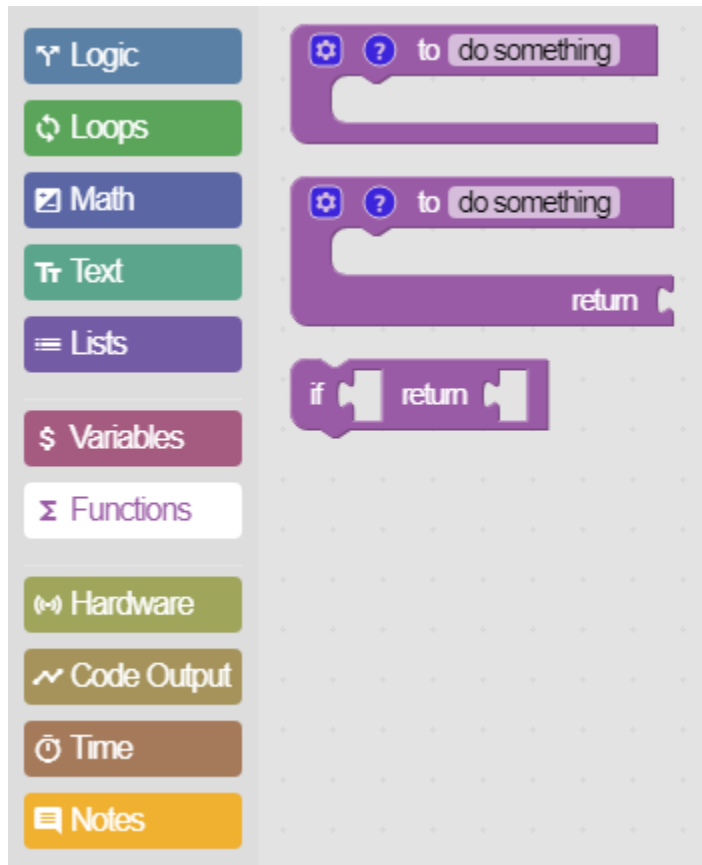 Logic
Loops
Math
Tт Text
Lists
$ Variables
Σ Functions
Hardware
Code Output
Time
Notes
? to do something
? to do something
return
if return